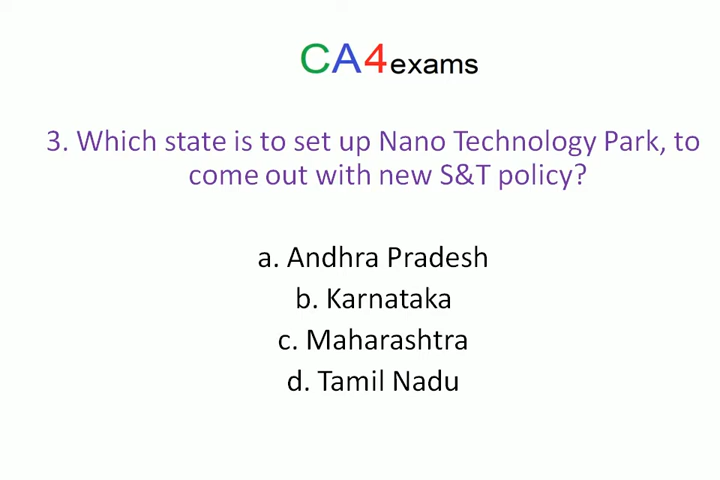 CA4exams
3. Which state is to set up Nano Technology Park, to
come out with new S&T policy?
a. Andhra Pradesh
b. Karnataka
c. Maharashtra
d. Tamil Nadu